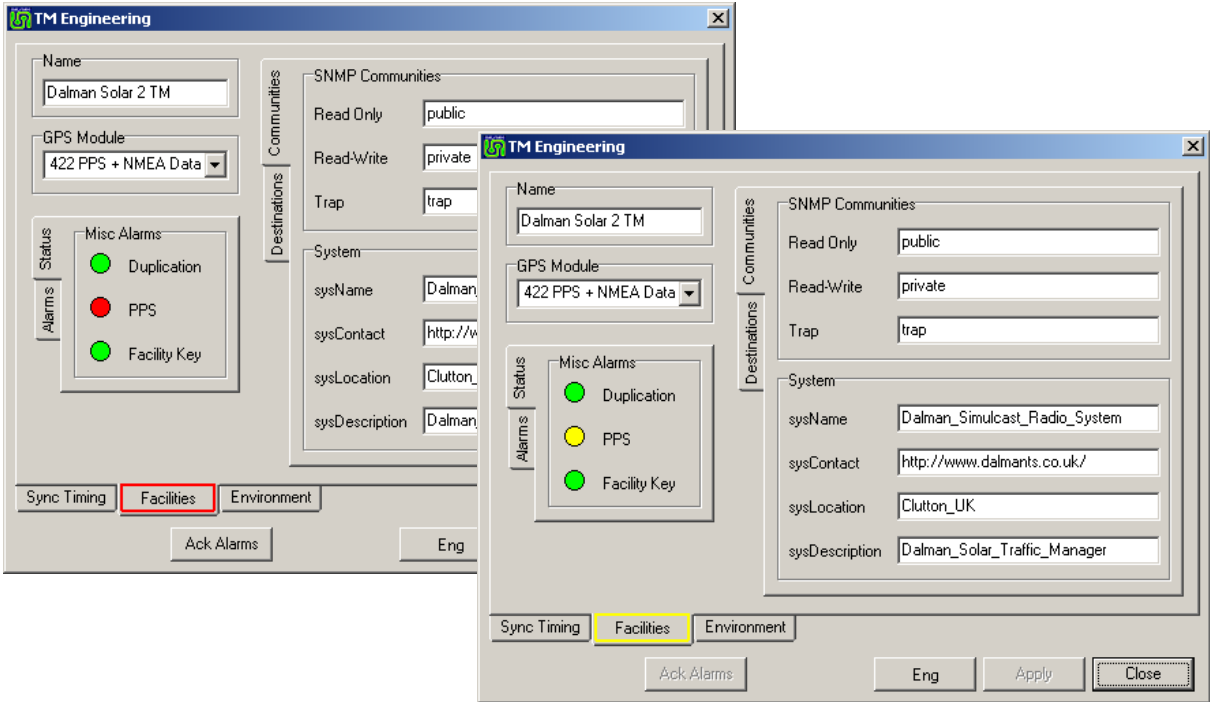 TM Engineering
Name
Dalman Solar 2 TM
GPS Module
422 PPS + NMEA Data
Status
Alarms
Misc Alarms
Duplication
PPS
Facility Key
Communities
Destinations
SNMP Communities
Read Only public
Read-Write private
Trap trap
System
sysName Dalman_
sysContact http://w
sysLocation Clutton_
sysDescription Dalman_
Sync Timing Facilities Environment
Ack Alarms Eng
TM Engineering
Name
Dalman Solar 2 TM
GPS Module
422 PPS + NMEA Data
Status
Alarms
Misc Alarms
Duplication
PPS
Facility Key
Communities
Destinations
SNMP Communities
Read Only public
Read-Write private
Trap trap
System
sysName Dalman_Simulcast_Radio_System
sysContact http://www.dalmants.co.uk/
sysLocation Clutton_UK
sysDescription Dalman_Solar_Traffic_Manager
Sync Timing Facilities Environment
Ack Alarms Eng Apply Close